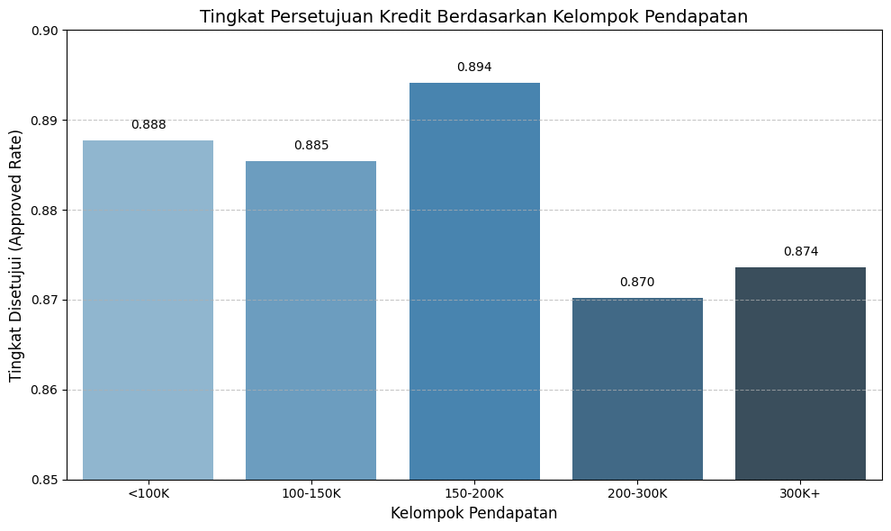 Tingkat Persetujuan Kredit Berdasarkan Kelompok Pendapatan
Tingkat Disetujui (Approved Rate)
0.90
0.89
0.88
0.87
0.86
0.85
0.888
0.885
0.894
0.870
0.874
<100K
100-150K
150-200K
200-300K
300K+
Kelompok Pendapatan